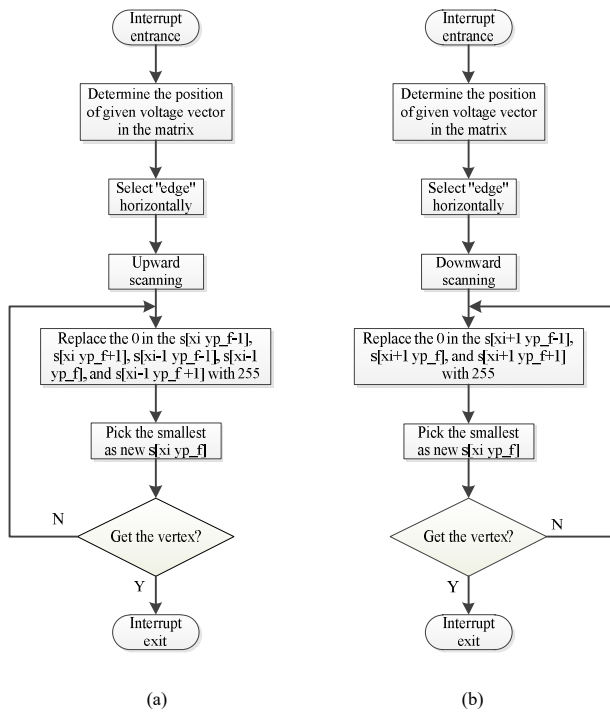 Interrupt
entrance
Determine the position
of given voltage vector
in the matrix
Select "edge"
horizontally
Upward
scanning
Replace the 0 in the s[xi yp_f-1],
s[xi yp_f+1], s[xi-1 yp_f-1], s[xi-1
yp_f], and s[xi-1 yp_f +1] with 255
Pick the smallest
as new s[xi yp_f]
Get the vertex?
N
Y
Interrupt
exit
(a)
Interrupt
entrance
Determine the position
of given voltage vector
in the matrix
Select "edge"
horizontally
Downward
scanning
Replace the 0 in the s[xi+1 yp_f-1],
s[xi+1 yp_f], and s[xi+1 yp_f+1]
with 255
Pick the smallest
as new s[xi yp_f]
Get the vertex?
N
Y
Interrupt
exit
(b)